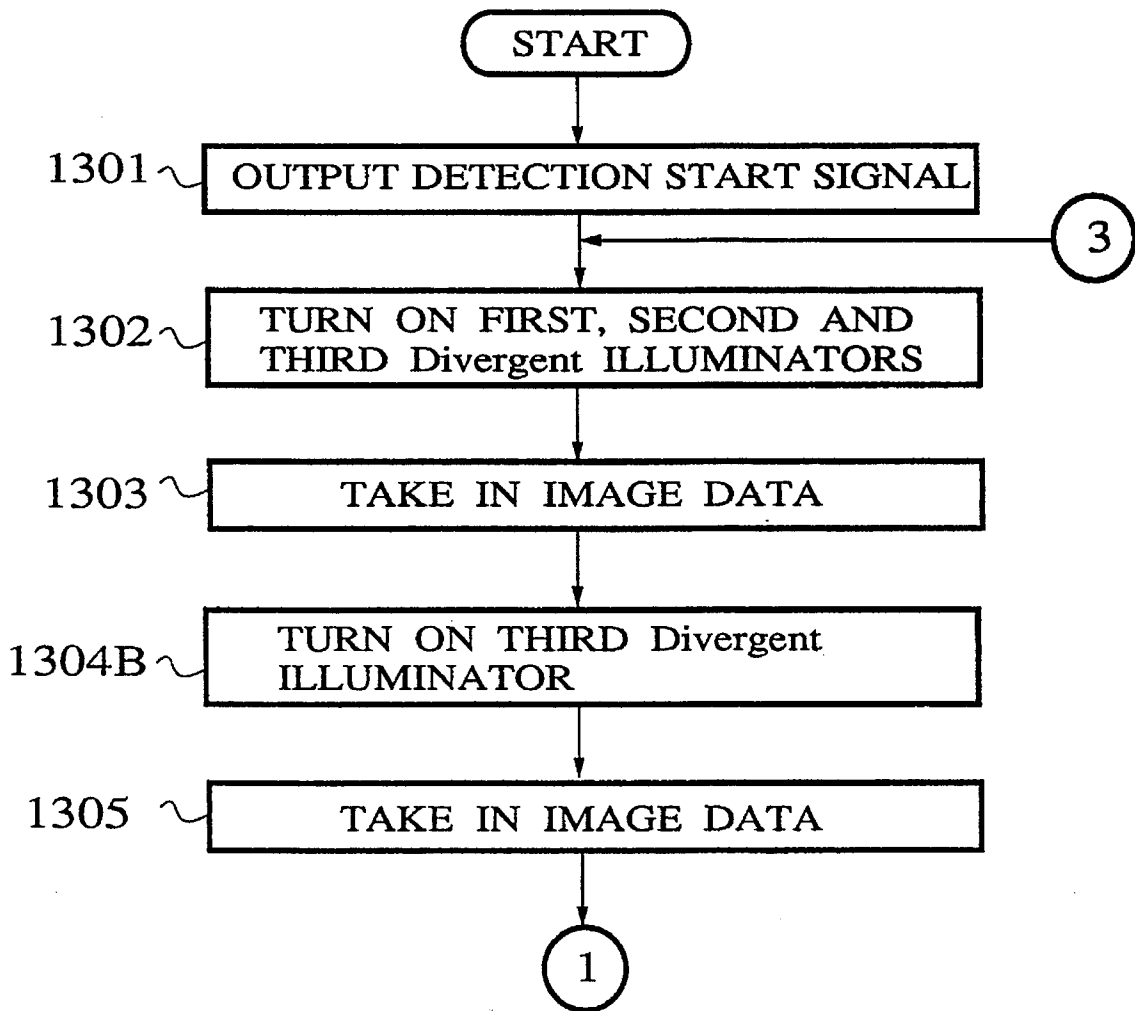 START
1301
OUTPUT DETECTION START SIGNAL
3
1302
TURN ON FIRST, SECOND AND
THIRD Divergent ILLUMINATORS
1303
TAKE IN IMAGE DATA
1304B
TURN ON THIRD Divergent
ILLUMINATOR
1305
TAKE IN IMAGE DATA
1